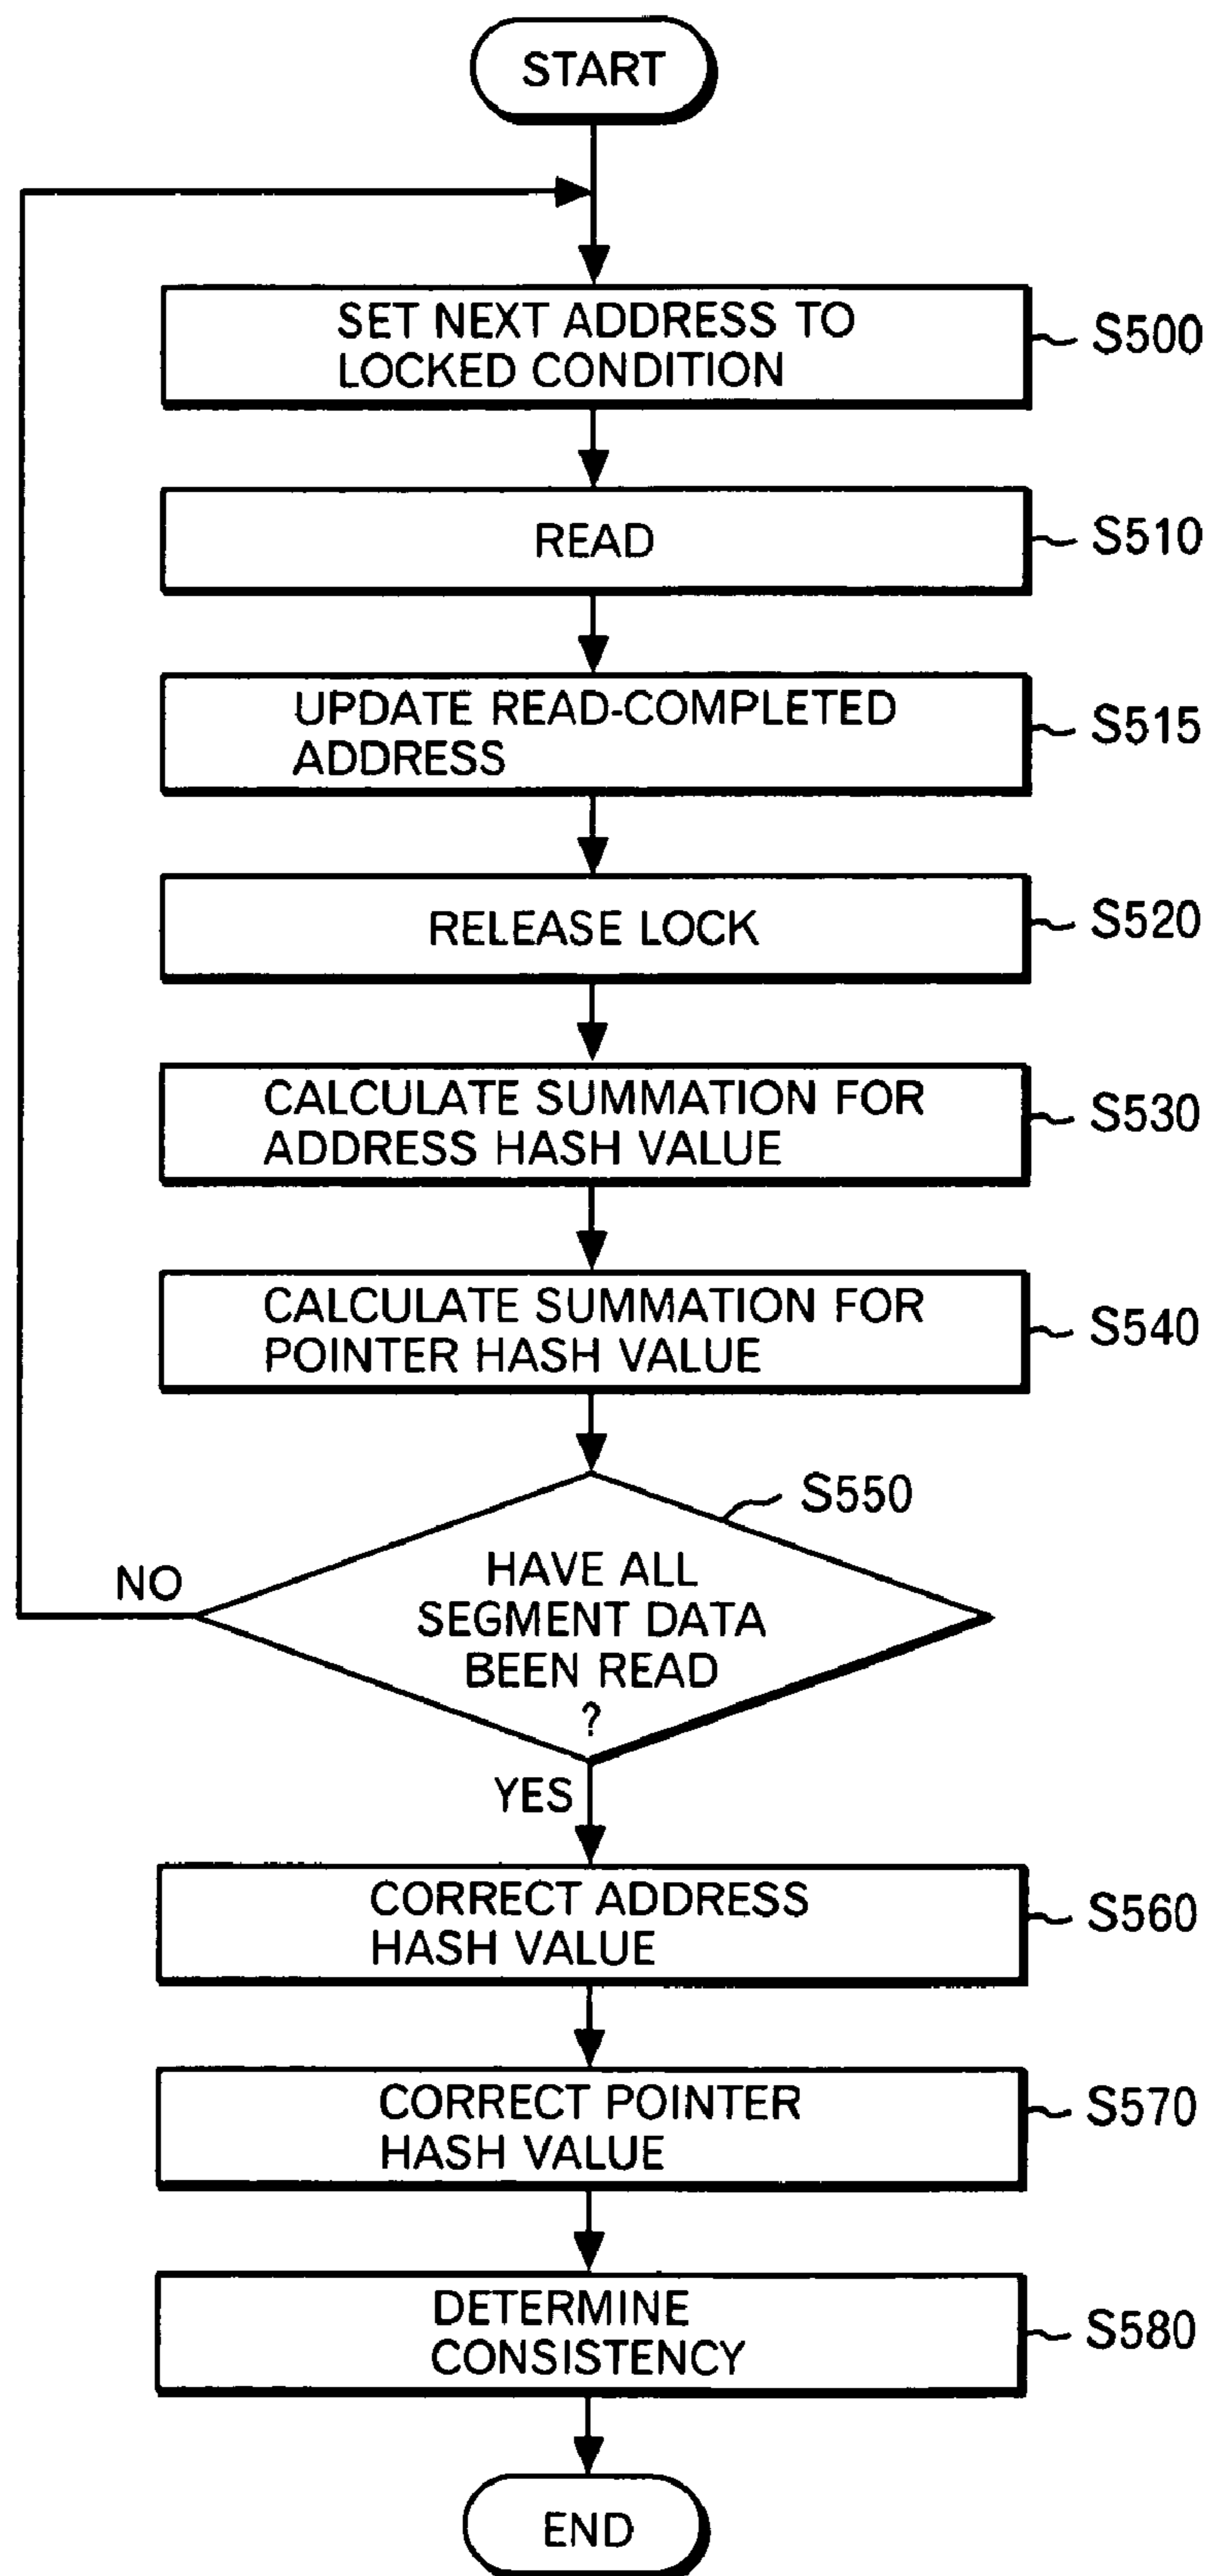 START
SET NEXT ADDRESS TO
LOCKED CONDITION
S500
READ
S510
UPDATE READ-COMPLETED
ADDRESS
S515
RELEASE LOCK
S520
CALCULATE SUMMATION FOR
ADDRESS HASH VALUE
S530
CALCULATE SUMMATION FOR
POINTER HASH VALUE
S540
S550
HAVE ALL
SEGMENT DATA
BEEN READ
?
NO
YES
CORRECT ADDRESS
HASH VALUE
S560
CORRECT POINTER
HASH VALUE
S570
DETERMINE
CONSISTENCY
S580
END